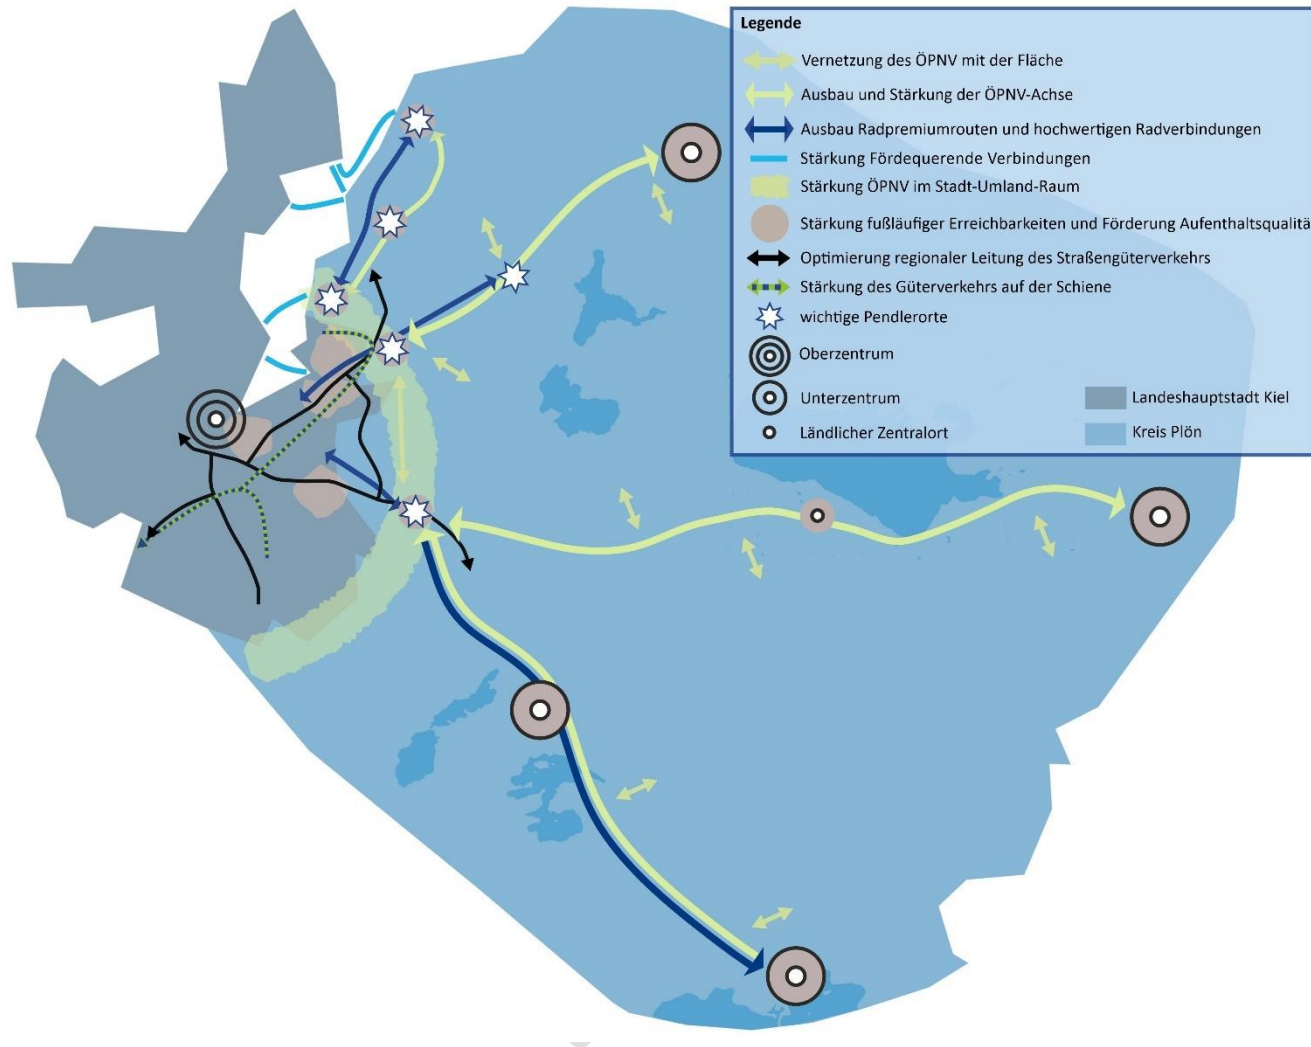 Legende
Vernetzung des ÖPNV mit der Fläche
Ausbau und Stärkung der ÖPNV-Achse
Ausbau Radpremiumrouten und hochwertigen Radverbindungen
Stärkung Fördequerende Verbindungen
Stärkung ÖPNV im Stadt-Umland-Raum
Stärkung fußläufiger Erreichbarkeiten und Förderung Aufenthaltsqualität
Optimierung regionaler Leitung des Straßengüterverkehrs
Stärkung des Güterverkehrs auf der Schiene
wichtige Pendlerorte
Oberzentrum
Unterzentrum
Landeshauptstadt Kiel
Ländlicher Zentralort
Kreis Plön